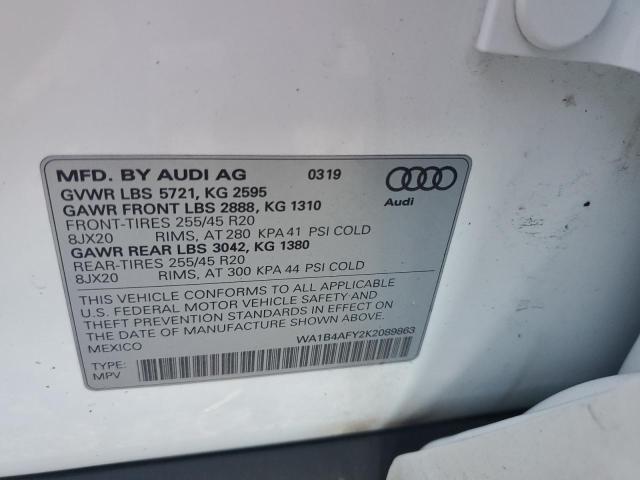 MFD. BY AUDI AG 0319
GVWR LBS 5721, KG 2595
GAWR FRONT LBS 2888, KG 1310
FRONT-TIRES 255/45 R20
8JX20 RIMS, AT 280 KPA 41 PSI COLD
GAWR REAR LBS 3042, KG 1380
REAR-TIRES 255/45 R20
8JX20 RIMS, AT 300 KPA 44 PSI COLD
Audi
THIS VEHICLE CONFORMS TO ALL APPLICABLE
U.S. FEDERAL MOTOR VEHICLE SAFETY AND
THEFT PREVENTION STANDARDS IN EFFECT ON
THE DATE OF MANUFACTURE SHOWN ABOVE.
MEXICO WA1B4AFY2K2089863
TYPE:
MPV